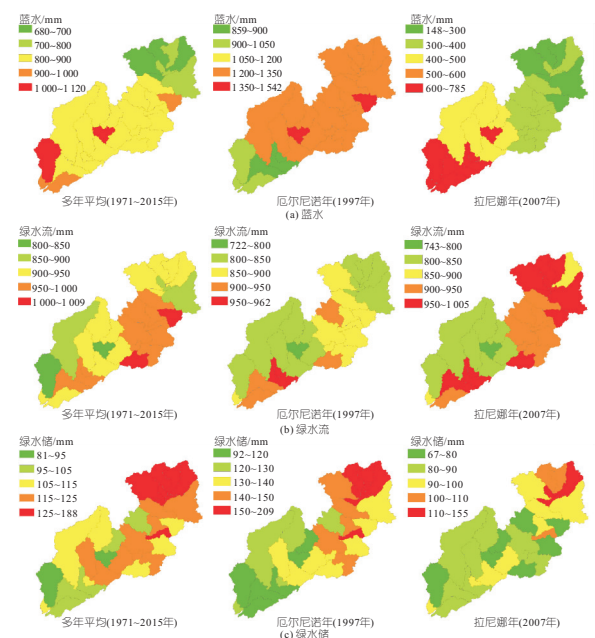 蓝水/mm
680~700
700~800
800~900
900~1 000
1 000~1 120
多年平均(1971~2015年)
蓝水/mm
859~900
900~1 050
1 050~1 200
1 200~1 350
1 350~1 542
厄尔尼诺年(1997年)
蓝水/mm
148~300
300~400
400~500
500~600
600~785
拉尼娜年(2007年)
(a) 蓝水
绿水流/mm
800~850
850~900
900~950
950~1 000
1 000~1 009
多年平均(1971~2015年)
绿水流/mm
722~800
800~850
850~900
900~950
950~962
厄尔尼诺年(1997年)
绿水流/mm
743~800
800~850
850~900
900~950
950~1 005
拉尼娜年(2007年)
(b) 绿水流
绿水储/mm
81~95
95~105
105~115
115~125
125~188
多年平均(1971~2015年)
绿水储/mm
92~120
120~130
130~140
140~150
150~209
厄尔尼诺年(1997年)
绿水储/mm
67~80
80~90
90~100
100~110
110~155
拉尼娜年(2007年)
(c) 绿水储